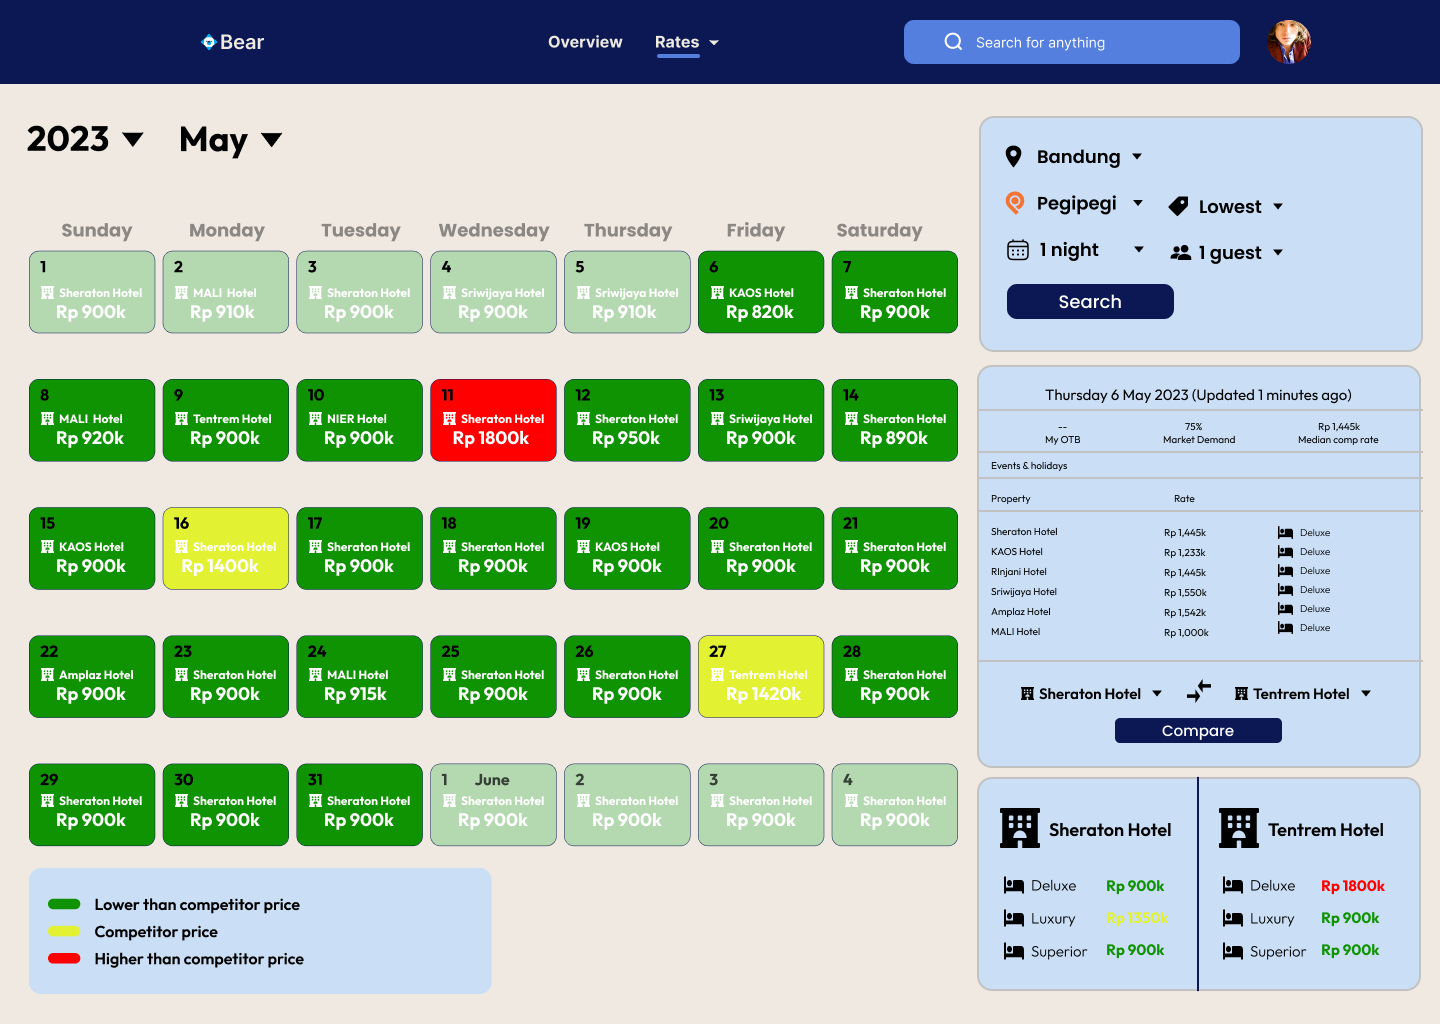 Bear
Overview
Rates
Search for anything
2023 May
Sunday Monday Tuesday Wednesday Thursday Friday Saturday
1 2 3 4 5 6 7
Sheraton Hotel MALI Hotel Sheraton Hotel Sriwijaya Hotel Sriwijaya Hotel KAOS Hotel Sheraton Hotel
Rp 900k Rp 910k Rp 900k Rp 900k Rp 910k Rp 820k Rp 900k
8 9 10 11 12 13 14
MALI Hotel Tentrem Hotel NIER Hotel Sheraton Hotel Sheraton Hotel Sriwijaya Hotel Sheraton Hotel
Rp 920k Rp 900k Rp 900k Rp 1800k Rp 950k Rp 900k Rp 890k
15 16 17 18 19 20 21
KAOS Hotel Sheraton Hotel Sheraton Hotel Sheraton Hotel KAOS Hotel Sheraton Hotel Sheraton Hotel
Rp 900k Rp 1400k Rp 900k Rp 900k Rp 900k Rp 900k Rp 900k
22 23 24 25 26 27 28
Amplaz Hotel Sheraton Hotel MALI Hotel Sheraton Hotel Sheraton Hotel Tentrem Hotel Sheraton Hotel
Rp 900k Rp 900k Rp 915k Rp 900k Rp 900k Rp 1420k Rp 900k
29 30 31 1 June 2 3 4
Sheraton Hotel Sheraton Hotel Sheraton Hotel Sheraton Hotel Sheraton Hotel Sheraton Hotel Sheraton Hotel
Rp 900k Rp 900k Rp 900k Rp 900k Rp 900k Rp 900k Rp 900k
Lower than competitor price
Competitor price
Higher than competitor price
Bandung
Pegipegi Lowest
1 night 1 guest
Search
Thursday 6 May 2023 (Updated 1 minutes ago)
-- 75% Rp 1,445k
My OTB Market Demand Median comp rate
Events & holidays
Property Rate
Sheraton Hotel Rp 1,445k Deluxe
KAOS Hotel Rp 1,233k Deluxe
RInjani Hotel Rp 1,445k Deluxe
Sriwijaya Hotel Rp 1,550k Deluxe
Amplaz Hotel Rp 1,542k Deluxe
MALI Hotel Rp 1,000k Deluxe
Sheraton Hotel Tentrem Hotel
Compare
Sheraton Hotel
Deluxe Rp 900k
Luxury Rp 1350k
Superior Rp 900k
Tentrem Hotel
Deluxe Rp 1800k
Luxury Rp 900k
Superior Rp 900k